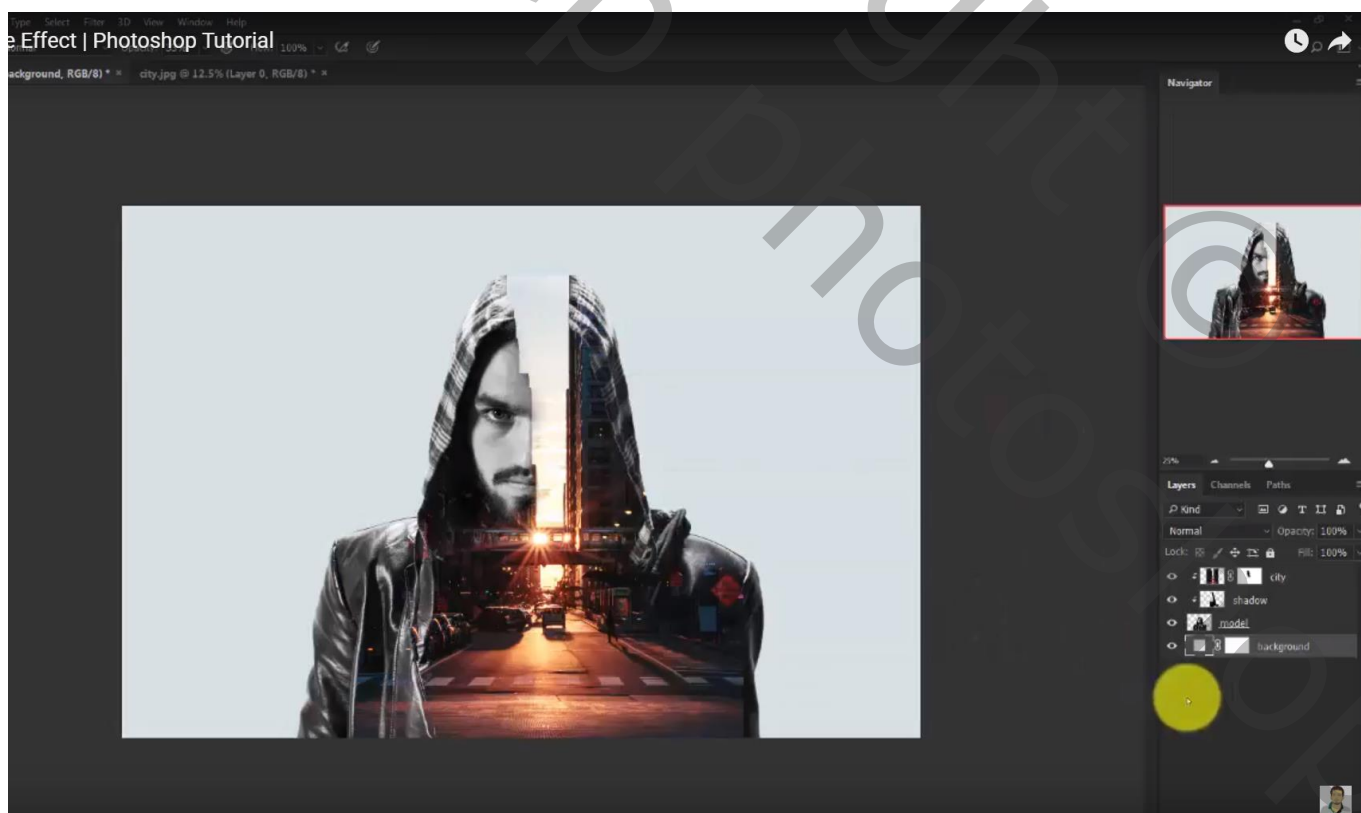 Type Select Filter 3D View Window Help
e Effect | Photoshop Tutorial
100%
ackground, RGB/8) * × city.jpg @ 12.5% (Layer 0, RGB/8) * ×
Navigator
25%
Layers Channels Paths
Kind
Normal Opacity: 100%
Lock: Fill: 100%
city
shadow
model
background